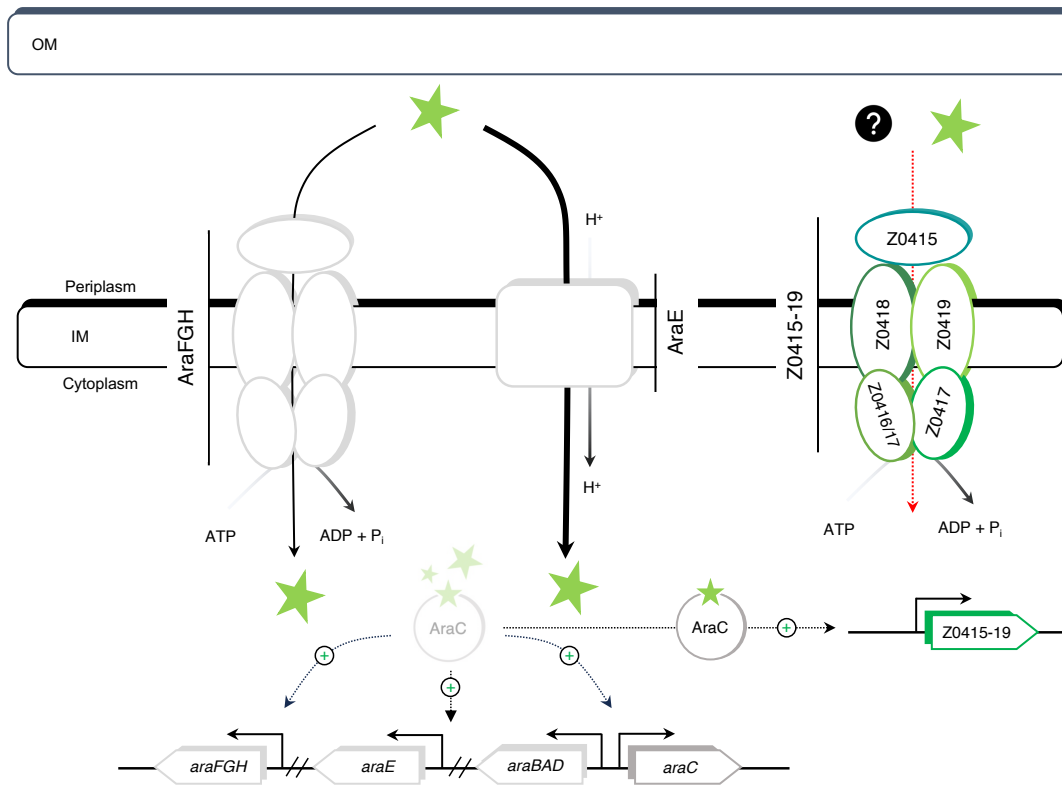 OM
?
H⁺
Z0415
Periplasm
IM
Cytoplasm
AraFGH
AraE
Z0415-19
Z0418
Z0419
Z0416/17
Z0417
H⁺
ATP
ADP + Pᵢ
ATP
ADP + Pᵢ
AraC
AraC
+
Z0415-19
+
+
+
araFGH
araE
araBAD
araC